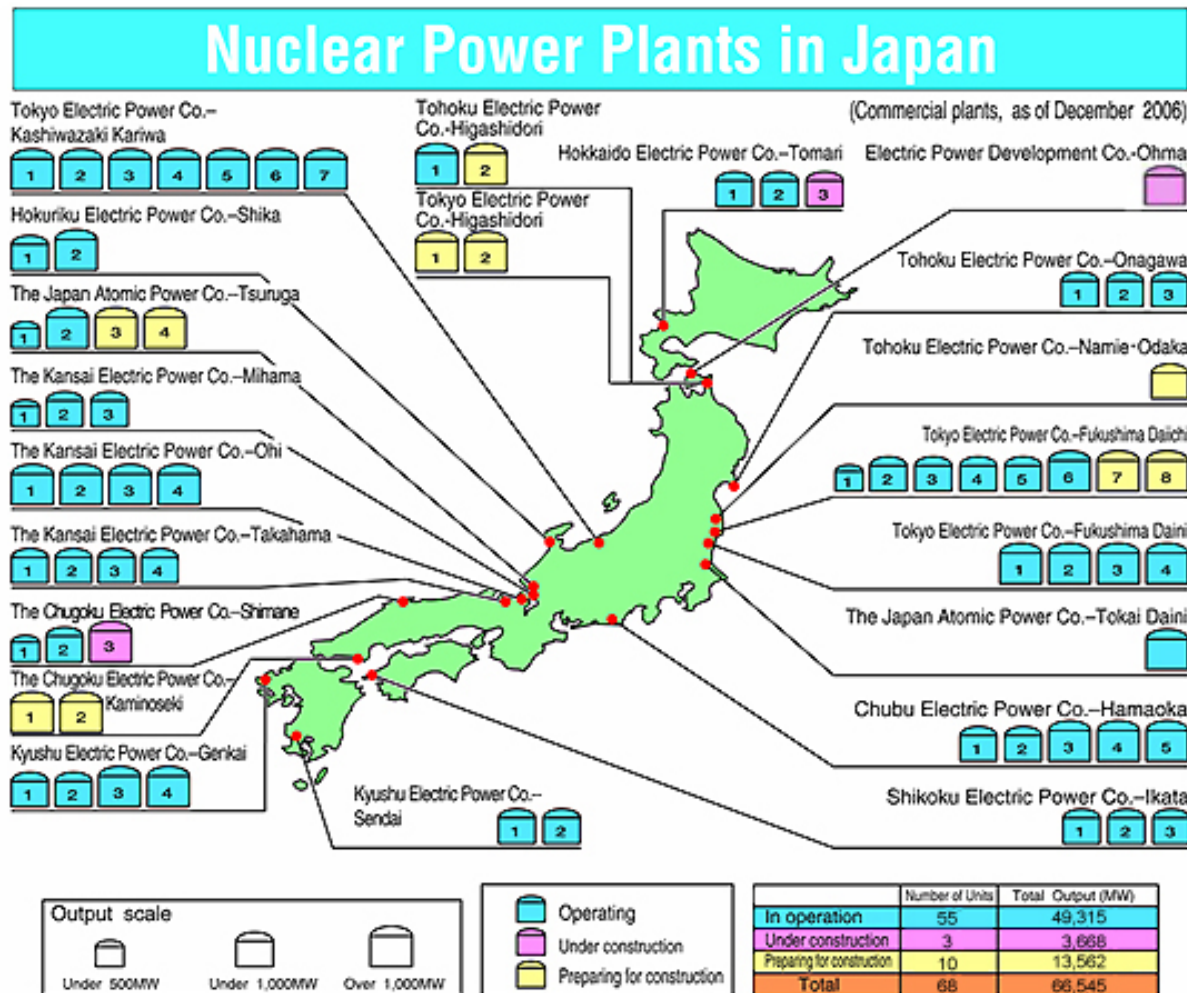 Nuclear Power Plants in Japan
(Commercial plants, as of December 2006)
Tokyo Electric Power Co.–
Kashiwazaki Kariwa
1 2 3 4 5 6 7
Hokuriku Electric Power Co.–Shika
1 2
The Japan Atomic Power Co.–Tsuruga
1 2 3 4
The Kansai Electric Power Co.–Mihama
1 2 3
The Kansai Electric Power Co.–Ohi
1 2 3 4
The Kansai Electric Power Co.–Takahama
1 2 3 4
The Chugoku Electric Power Co.–Shimane
1 2 3
The Chugoku Electric Power Co.–
Kaminoseki
1 2
Kyushu Electric Power Co.–Genkai
1 2 3 4
Tohoku Electric Power
Co.-Higashidori
1 2
Tokyo Electric Power
Co.-Higashidori
1 2
Hokkaido Electric Power Co.–Tomari
1 2 3
Electric Power Development Co.-Ohma
Tohoku Electric Power Co.–Onagawa
1 2 3
Tohoku Electric Power Co.–Namie-Odaka
Tokyo Electric Power Co.–Fukushima Daiichi
1 2 3 4 5 6 7 8
Tokyo Electric Power Co.–Fukushima Daini
1 2 3 4
The Japan Atomic Power Co.–Tokai Daini
Chubu Electric Power Co.–Hamaoka
1 2 3 4 5
Shikoku Electric Power Co.–Ikata
1 2 3
Kyushu Electric Power Co.–
Sendai
1 2
Output scale
Under 500MW Under 1,000MW Over 1,000MW
Operating
Under construction
Preparing for construction
Number of Units Total Output (MW)
In operation 55 49,315
Under construction 3 3,668
Preparing for construction 10 13,562
Total 68 66,545